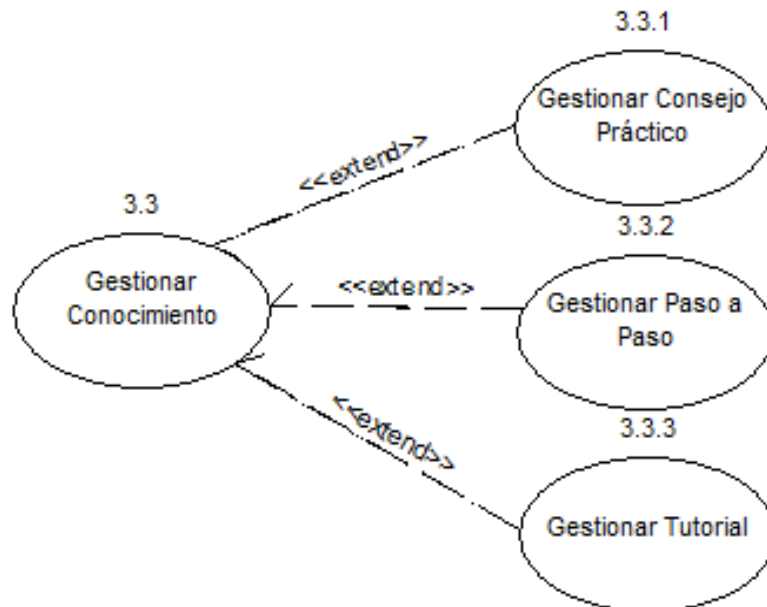 3.3.1
Gestionar Consejo
Práctico
<<extend>>
3.3
Gestionar
Conocimiento
3.3.2
<<extend>>
Gestionar Paso a
Paso
<<extend>>
3.3.3
Gestionar Tutorial